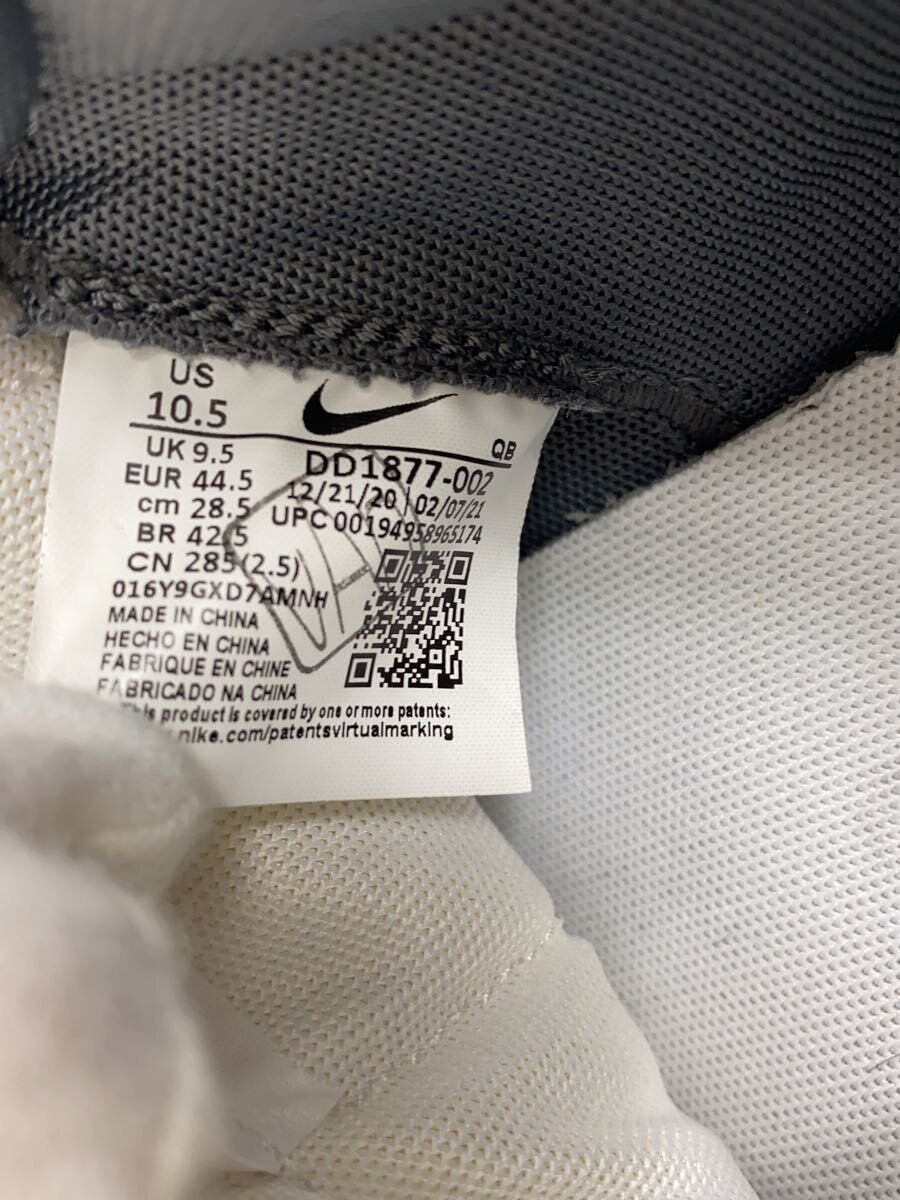 US
10.5
QB
UK 9.5
EUR 44.5
cm 28.5
BR 42.5
CN 285 (2.5)
DD1877-002
12/21/20 02/07/21
UPC 00194958965174
016Y9GXD7AMNH
MADE IN CHINA
HECHO EN CHINA
FABRIQUE EN CHINE
FABRICADO NA CHINA
This product is covered by one or more patents:
nike.com/patentsvirtualmarking